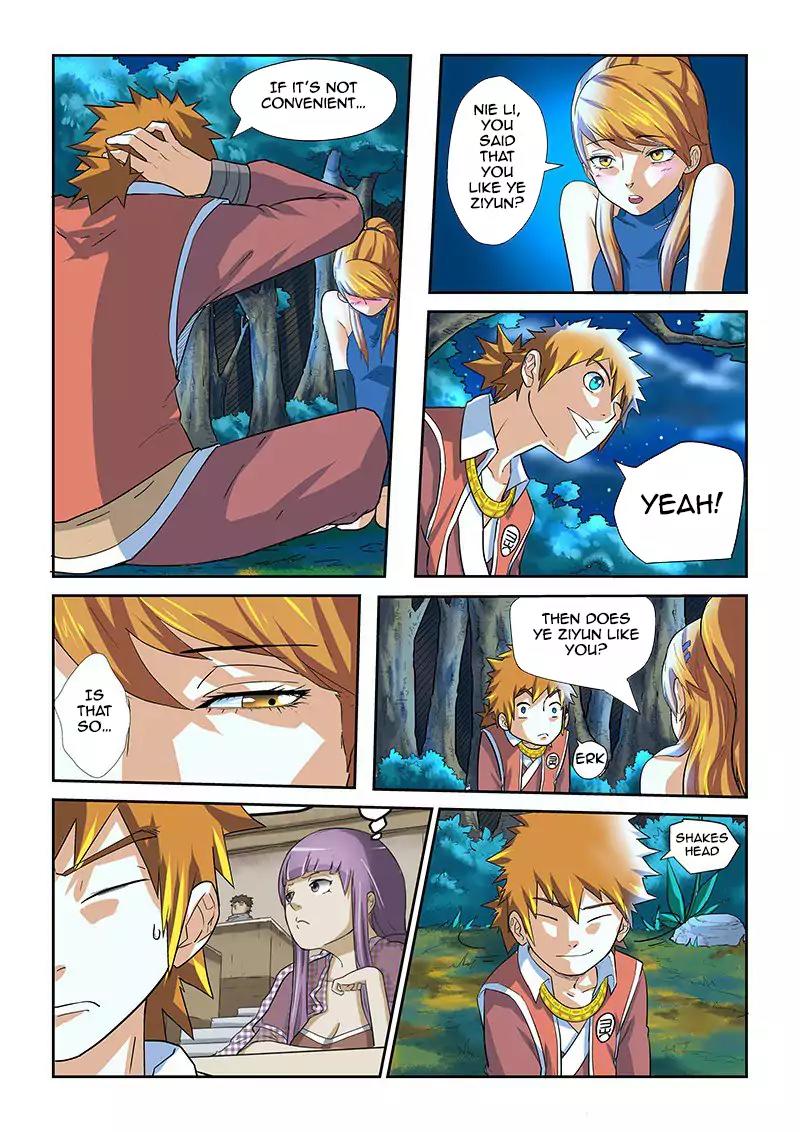 IF IT'S NOT
CONVENIENT...
NIE LI,
YOU
SAID
THAT
YOU
LIKE YE
ZIYUN?
YEAH!
IS
THAT
SO...
THEN DOES
YE ZIYUN LIKE
YOU?
ERK
SHAKES
HEAD